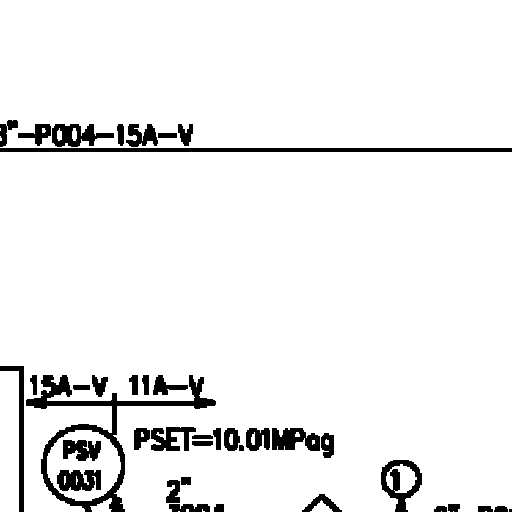 3"-P004-15A-V
15A-V 11A-V
PSET=10.01MPag
PSV
0031
2"
1